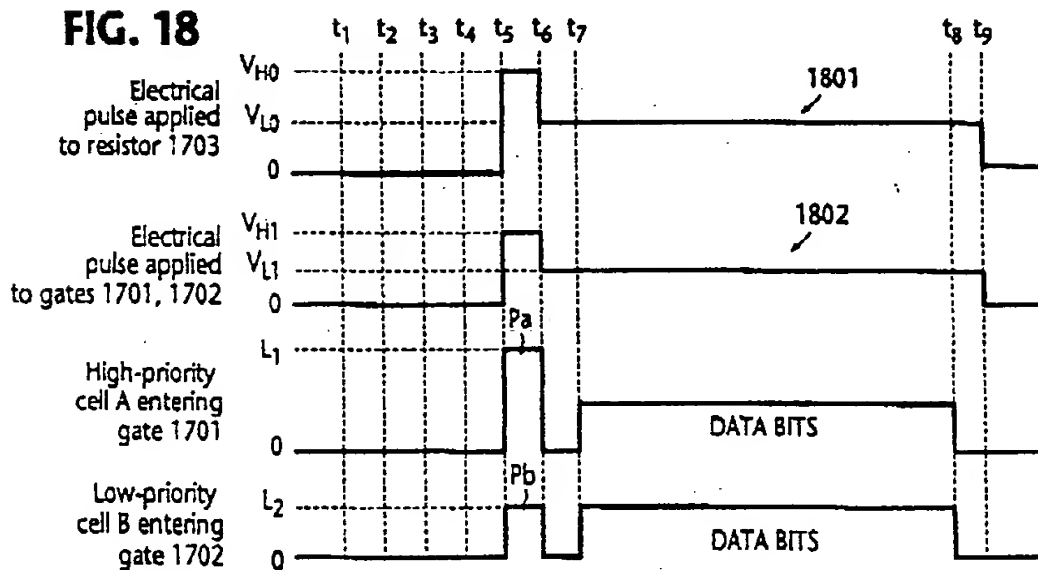 FIG. 18
t1 t2 t3 t4 t5 t6 t7 t8 t9
Electrical
pulse applied
to resistor 1703
VH0
VL0
0
1801
Electrical
pulse applied
to gates 1701, 1702
VH1
VL1
0
1802
High-priority
cell A entering
gate 1701
L1
0
Pa
DATA BITS
Low-priority
cell B entering
gate 1702
L2
0
Pb
DATA BITS